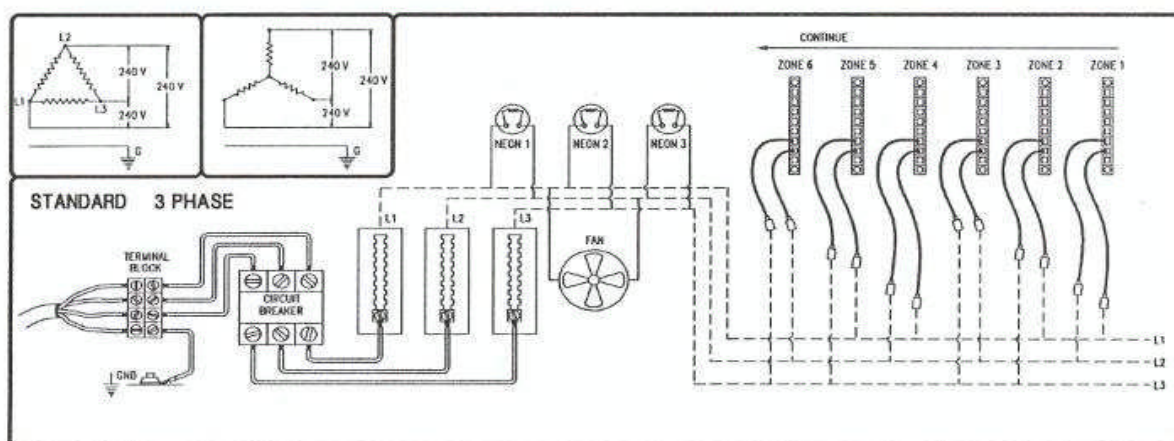 L2
240 V
240 V
L1
L3
240 V
G
240 V
240 V
240 V
G
STANDARD 3 PHASE
TERMINAL
BLOCK
CIRCUIT
BREAKER
GND
L1
L2
L3
NEON 1
NEON 2
NEON 3
FAN
CONTINUE
ZONE 6
ZONE 5
ZONE 4
ZONE 3
ZONE 2
ZONE 1
L1
L2
L3